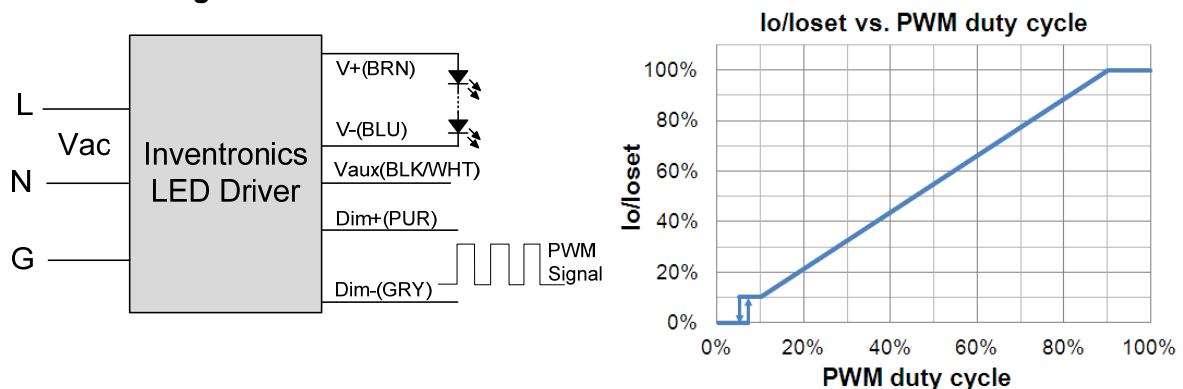 L
Vac
N
G
Inventronics
LED Driver
V+(BRN)
V-(BLU)
Vaux(BLK/WHT)
Dim+(PUR)
Dim-(GRY)
PWM
Signal
Io/Ioset vs. PWM duty cycle
Io/Ioset
100%
80%
60%
40%
20%
0%
0%
20%
40%
60%
80%
100%
PWM duty cycle